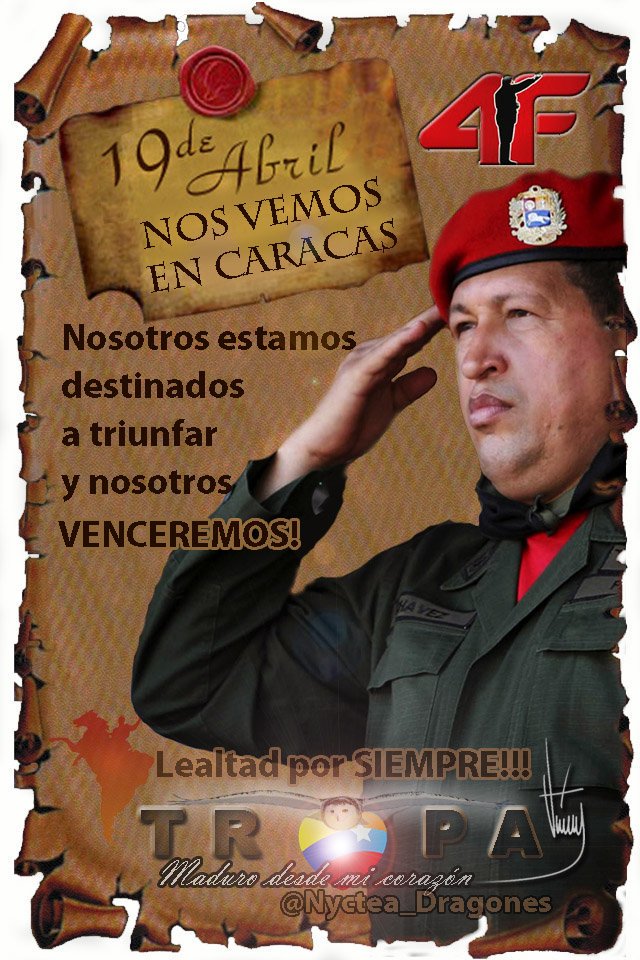 19 de Abril
NOS VEMOS
EN CARACAS
4F
Nosotros estamos
destinados
a triunfar
y nosotros
VENCEREMOS!
CHAVEZ
Lealtad por SIEMPRE!!!
TROPA
Maduro desde mi corazón
@Nyctea_Dragones